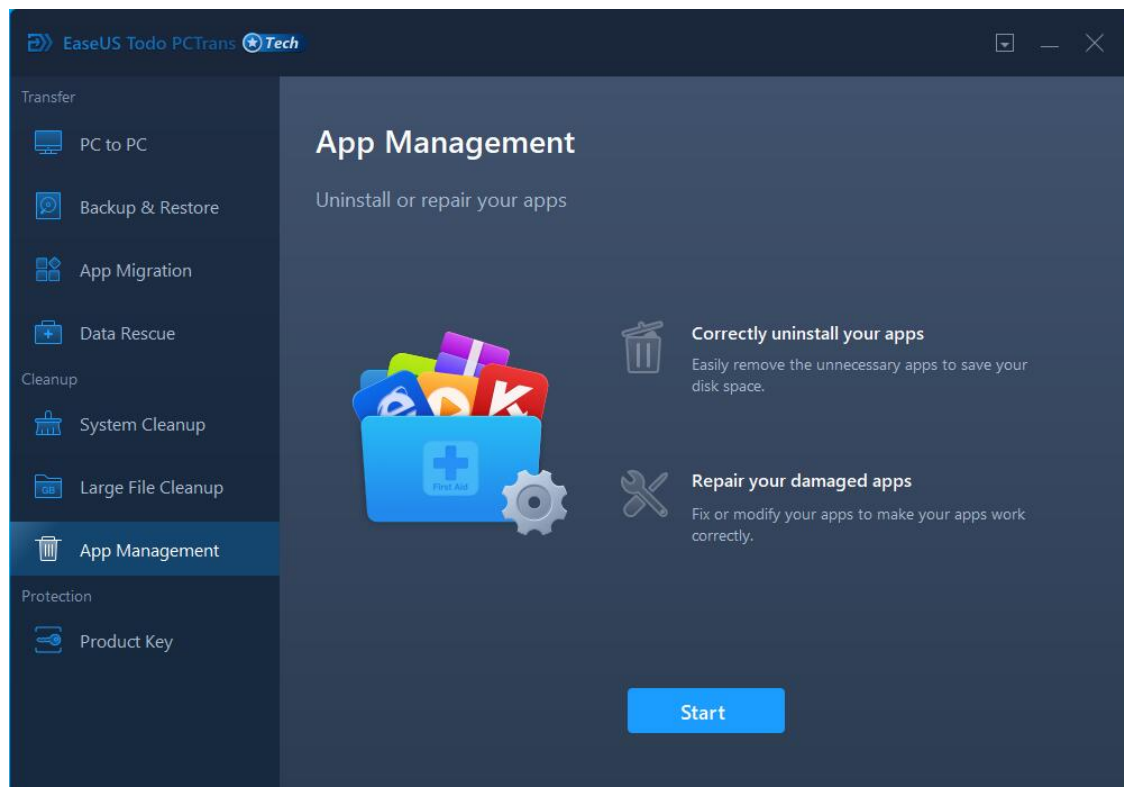 EaseUS Todo PCTrans Tech
Transfer
PC to PC
Backup & Restore
App Migration
Data Rescue
Cleanup
System Cleanup
GB
Large File Cleanup
App Management
Protection
Product Key
App Management
Uninstall or repair your apps
e
K
First Aid
Correctly uninstall your apps
Easily remove the unnecessary apps to save your
disk space.
Repair your damaged apps
Fix or modify your apps to make your apps work
correctly.
Start